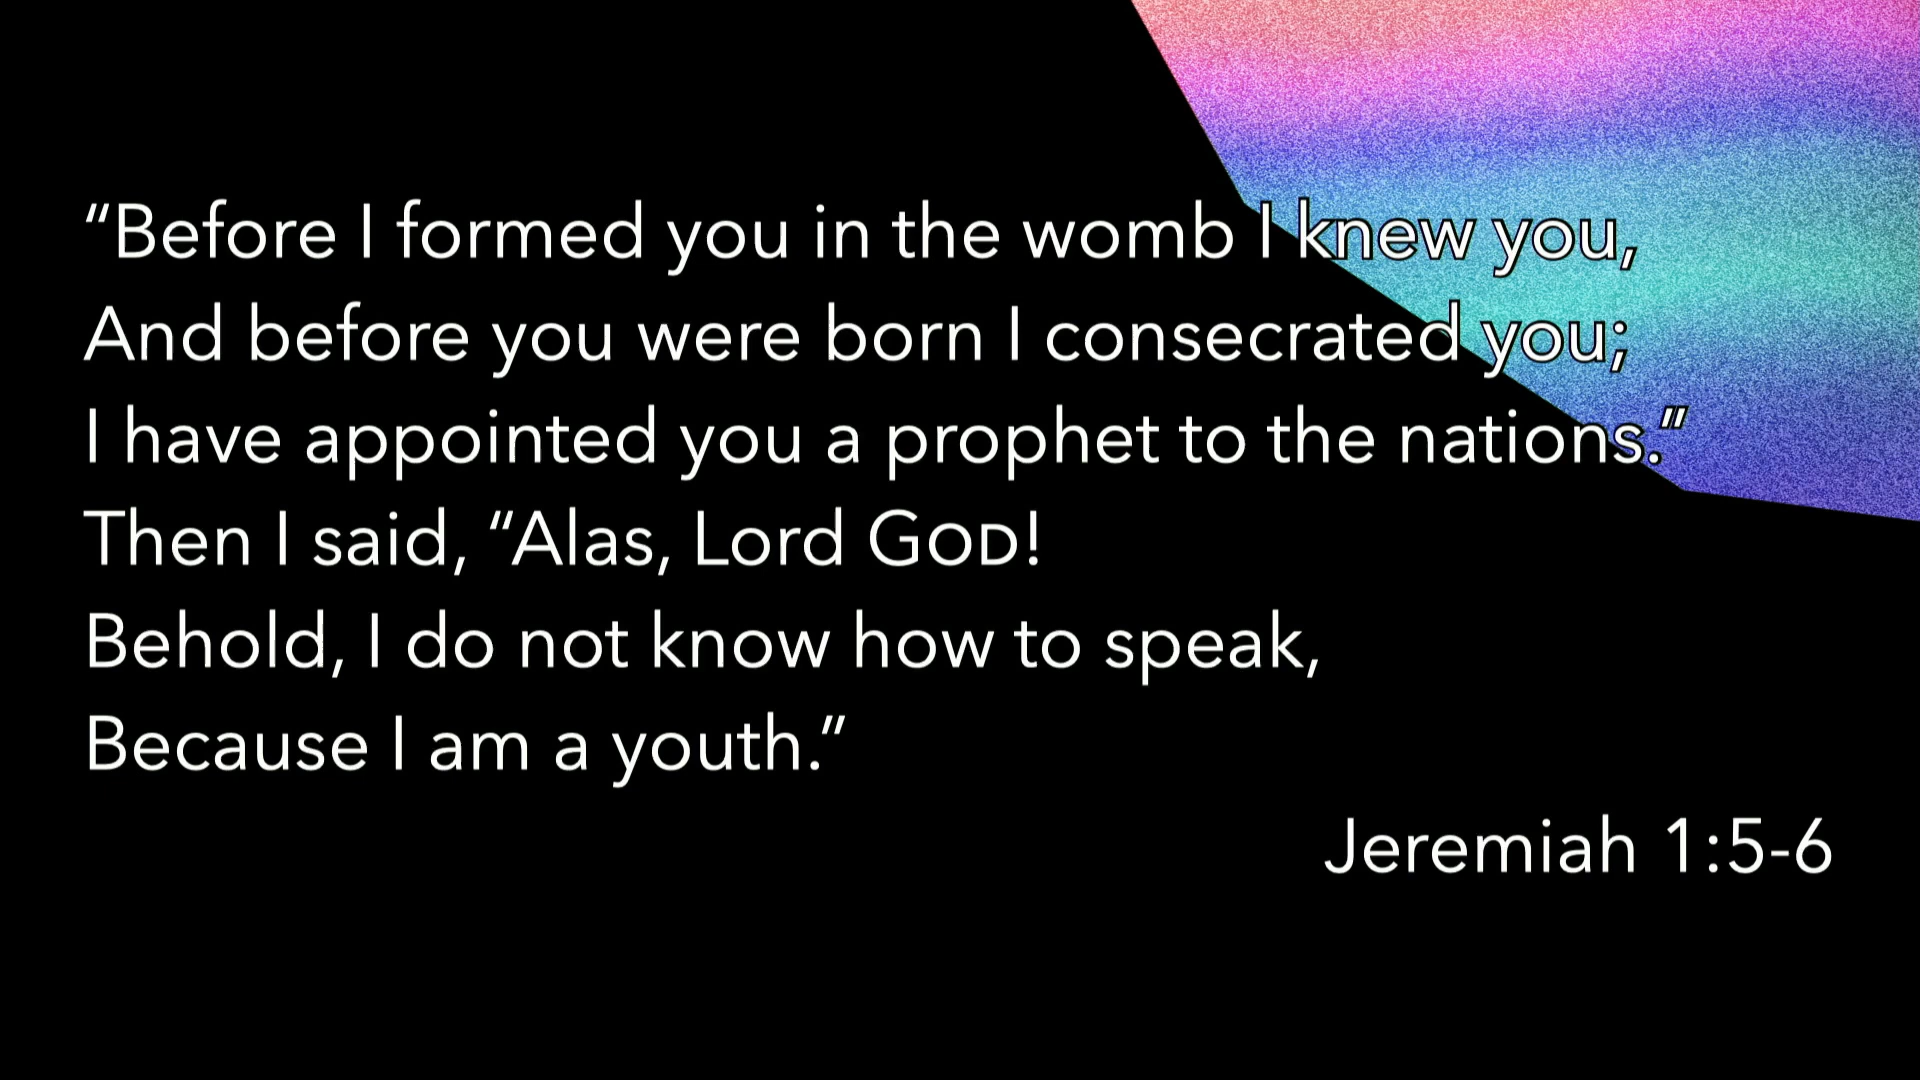 “Before I formed you in the womb I knew you,
And before you were born I consecrated you;
I have appointed you a prophet to the nations.”
Then I said, “Alas, Lord GOD!
Behold, I do not know how to speak,
Because I am a youth.”
Jeremiah 1:5-6